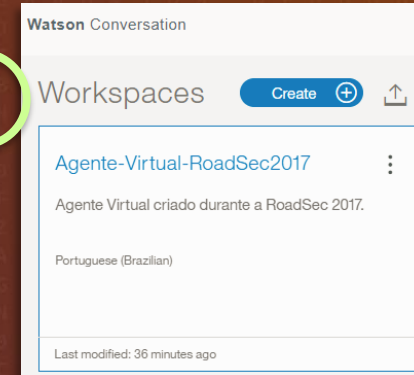 Watson Conversation
Workspaces
Create
Agente-Virtual-RoadSec2017
Agente Virtual criado durante a RoadSec 2017.
Portuguese (Brazilian)
Last modified: 36 minutes ago